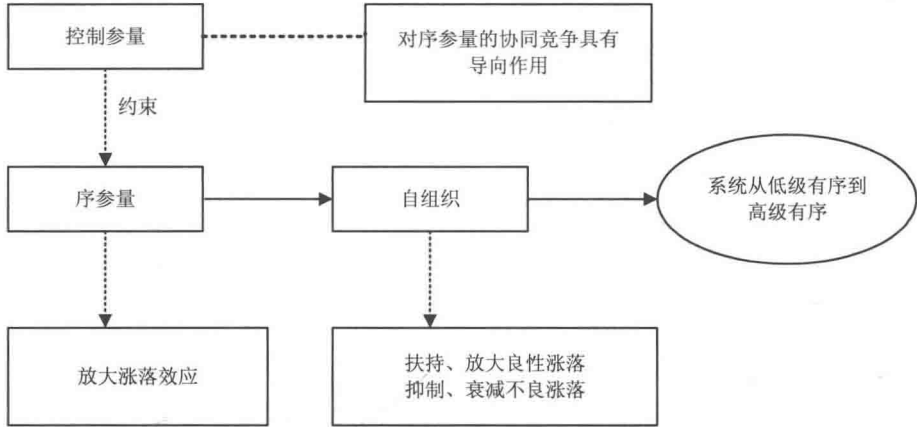 控制参量
对序参量的协同竞争具有
导向作用
约束
序参量
自组织
系统从低级有序到
高级有序
放大涨落效应
扶持、放大良性涨落
抑制、衰减不良涨落